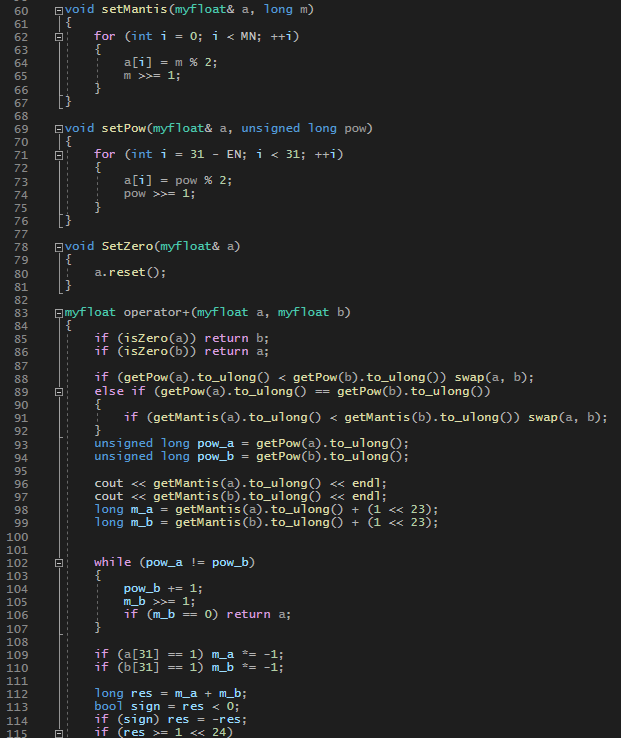 60 void setMantis(myfloat& a, long m)
61 {
62     for (int i = 0; i < MN; ++i)
63     {
64         a[i] = m % 2;
65         m >>= 1;
66     }
67 }
68
69 void setPow(myfloat& a, unsigned long pow)
70 {
71     for (int i = 31 - EN; i < 31; ++i)
72     {
73         a[i] = pow % 2;
74         pow >>= 1;
75     }
76 }
77
78 void SetZero(myfloat& a)
79 {
80     a.reset();
81 }
82
83 myfloat operator+(myfloat a, myfloat b)
84 {
85     if (isZero(a)) return b;
86     if (isZero(b)) return a;
87
88     if (getPow(a).to_ulong() < getPow(b).to_ulong()) swap(a, b);
89     else if (getPow(a).to_ulong() == getPow(b).to_ulong())
90     {
91         if (getMantis(a).to_ulong() < getMantis(b).to_ulong()) swap(a, b);
92     }
93     unsigned long pow_a = getPow(a).to_ulong();
94     unsigned long pow_b = getPow(b).to_ulong();
95
96     cout << getMantis(a).to_ulong() << endl;
97     cout << getMantis(b).to_ulong() << endl;
98     long m_a = getMantis(a).to_ulong() + (1 << 23);
99     long m_b = getMantis(b).to_ulong() + (1 << 23);
100
101
102     while (pow_a != pow_b)
103     {
104         pow_b += 1;
105         m_b >>= 1;
106         if (m_b == 0) return a;
107     }
108
109     if (a[31] == 1) m_a *= -1;
110     if (b[31] == 1) m_b *= -1;
111
112     long res = m_a + m_b;
113     bool sign = res < 0;
114     if (sign) res = -res;
115     if (res >= 1 << 24)